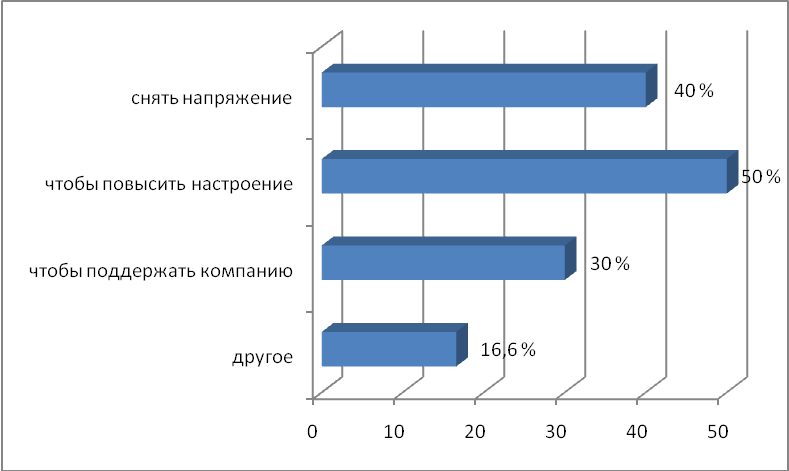 снять напряжение
40 %
чтобы повысить настроение
50 %
чтобы поддержать компанию
30 %
другое
16,6 %
0 10 20 30 40 50